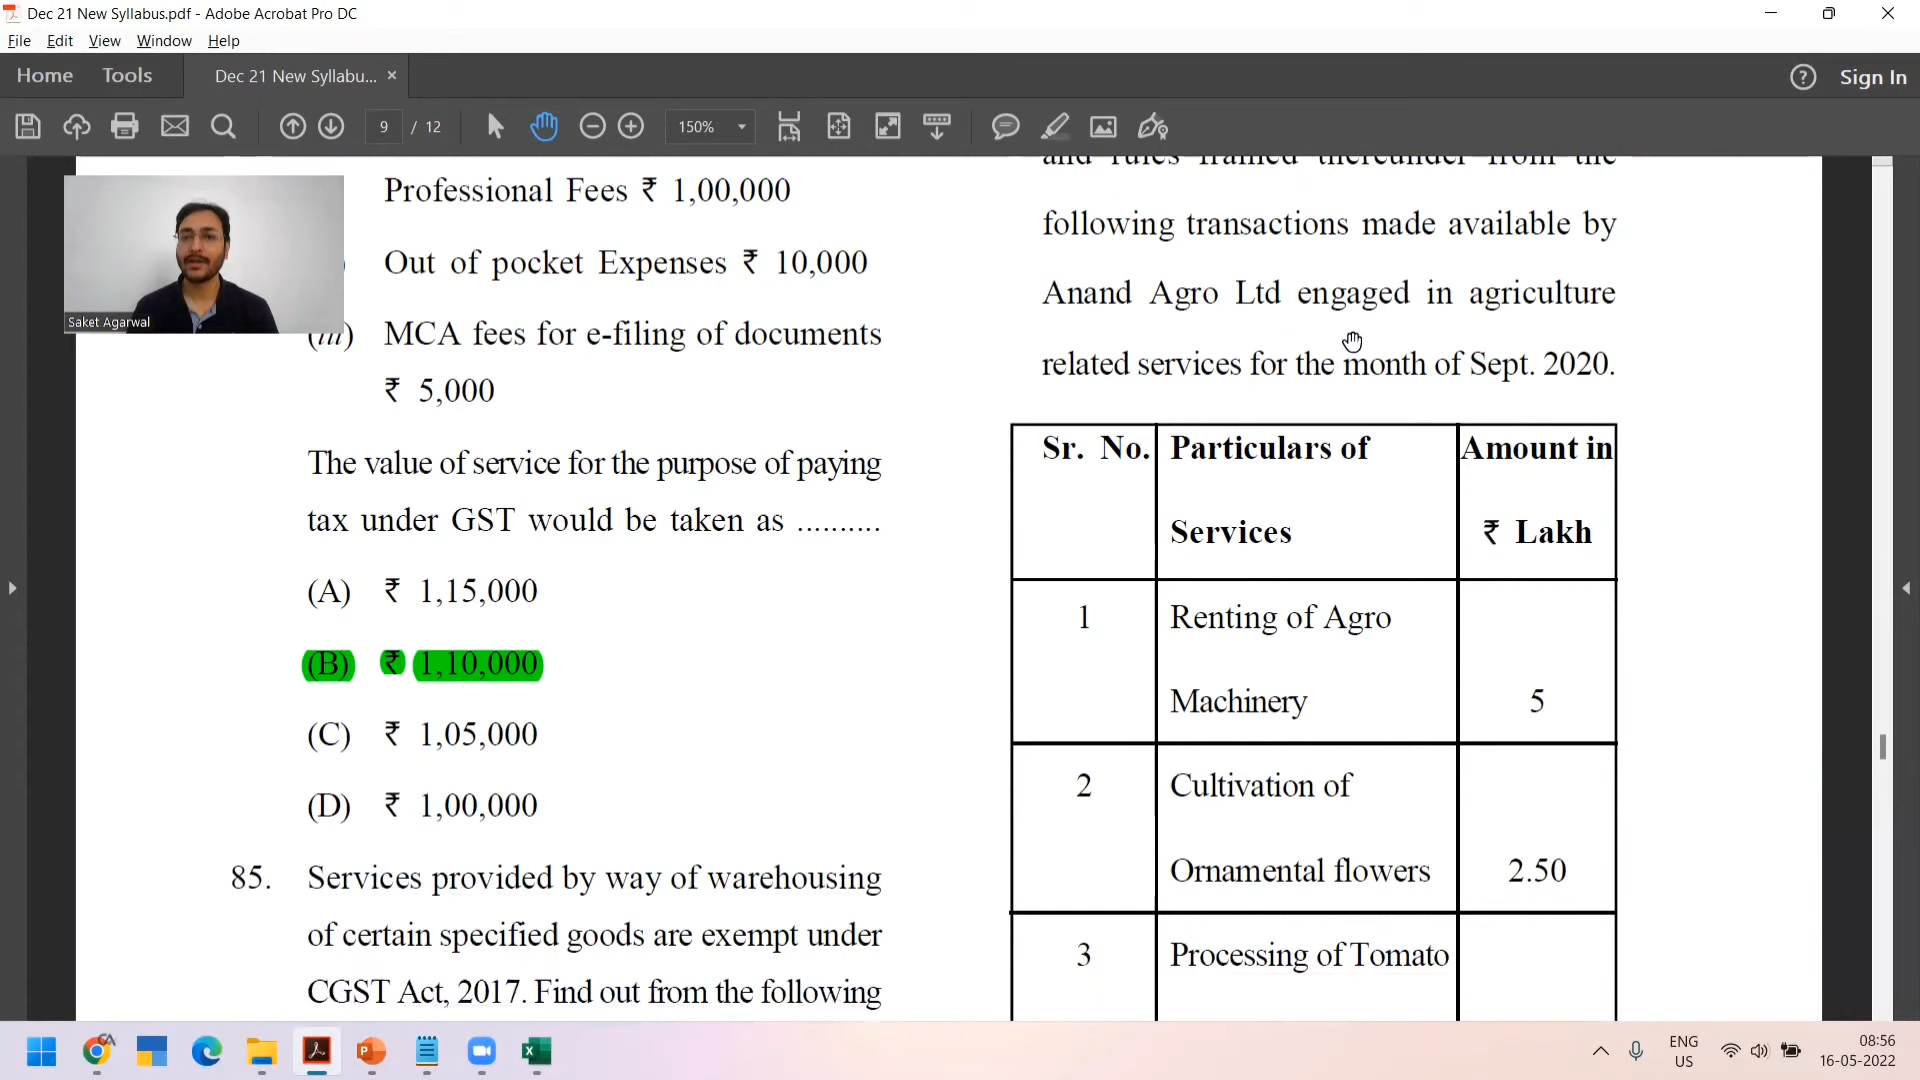 Dec 21 New Syllabus.pdf - Adobe Acrobat Pro DC
File Edit View Window Help
Home Tools Dec 21 New Syllabu... × ? Sign In
9 / 12 150%
Saket Agarwal
Professional Fees ₹ 1,00,000
Out of pocket Expenses ₹ 10,000
(iii) MCA fees for e-filing of documents
₹ 5,000
The value of service for the purpose of paying
tax under GST would be taken as ..........
(A) ₹ 1,15,000
(B) ₹ 1,10,000
(C) ₹ 1,05,000
(D) ₹ 1,00,000
85. Services provided by way of warehousing
of certain specified goods are exempt under
CGST Act, 2017. Find out from the following
and rules framed thereunder from the
following transactions made available by
Anand Agro Ltd engaged in agriculture
related services for the month of Sept. 2020.
Sr. No. Particulars of Amount in
Services ₹ Lakh
1 Renting of Agro
Machinery 5
2 Cultivation of
Ornamental flowers 2.50
3 Processing of Tomato
ENG
US
08:56
16-05-2022